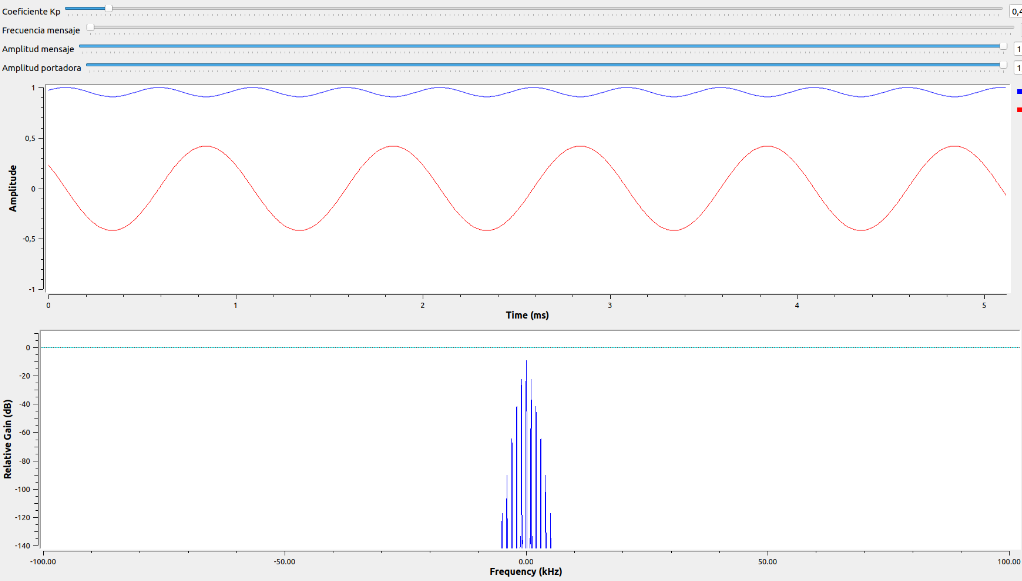 Coeficiente Kp 0,4
Frecuencia mensaje
Amplitud mensaje 1
Amplitud portadora 1
1
0,5
0
-0,5
-1
Amplitude
0 1 2 3 4 5
Time (ms)
0
-20
-40
-60
-80
-100
-120
-140
Relative Gain (dB)
-100.00 -50.00 0.00 50.00 100.00
Frequency (kHz)